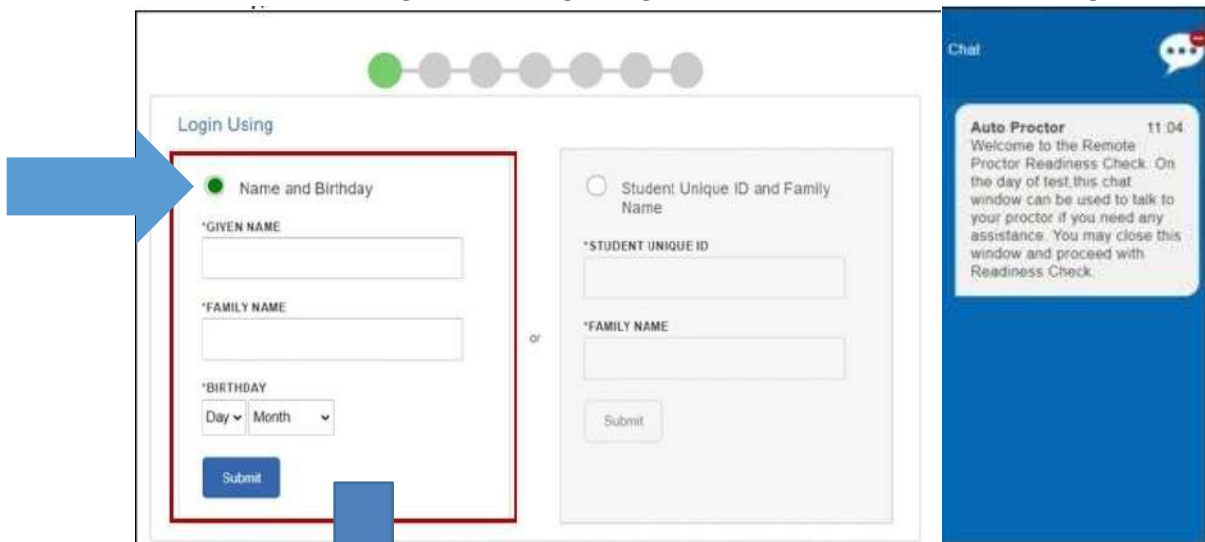 Login Using
Name and Birthday
*GIVEN NAME
*FAMILY NAME
*BIRTHDAY
Day Month
Submit
or
Student Unique ID and Family
Name
*STUDENT UNIQUE ID
*FAMILY NAME
Submit
Chat
Auto Proctor 11:04
Welcome to the Remote
Proctor Readiness Check. On
the day of test,this chat
window can be used to talk to
your proctor if you need any
assistance. You may close this
window and proceed with
Readiness Check.